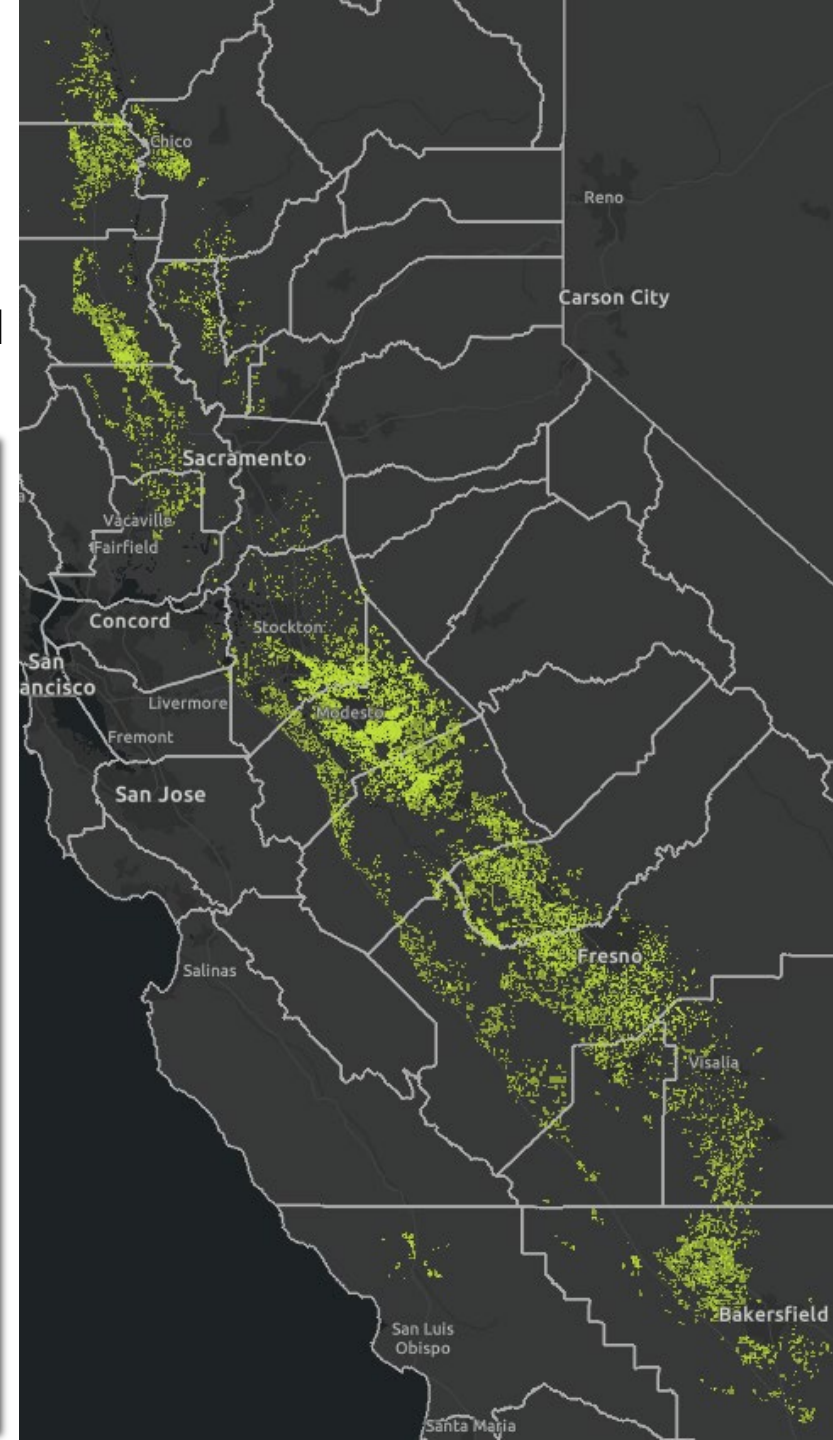 Chico
Reno
Carson City
Sacramento
Vacaville
Fairfield
Concord
Stockton
San
ancisco
Livermore
Modesto
Fremont
San Jose
Fresno
Salinas
Visalia
Bakersfield
San Luis
Obispo
Santa Maria